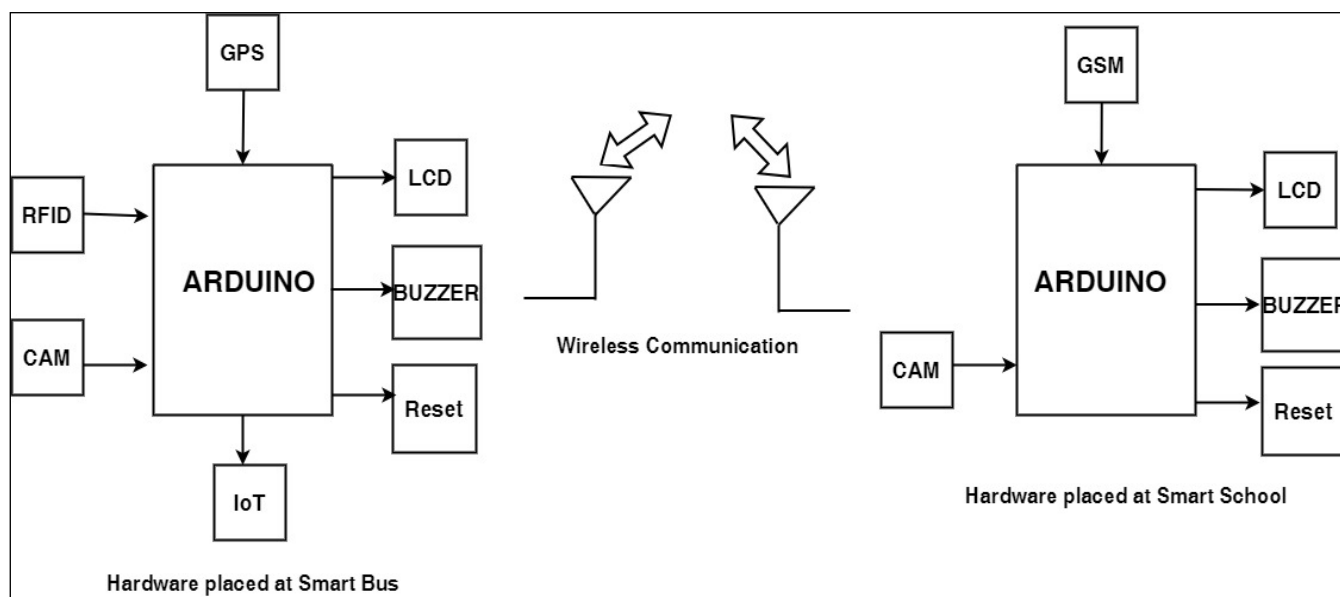 GPS
RFID
CAM
ARDUINO
LCD
BUZZER
Reset
IoT
Hardware placed at Smart Bus
Wireless Communication
GSM
CAM
ARDUINO
LCD
BUZZER
Reset
Hardware placed at Smart School